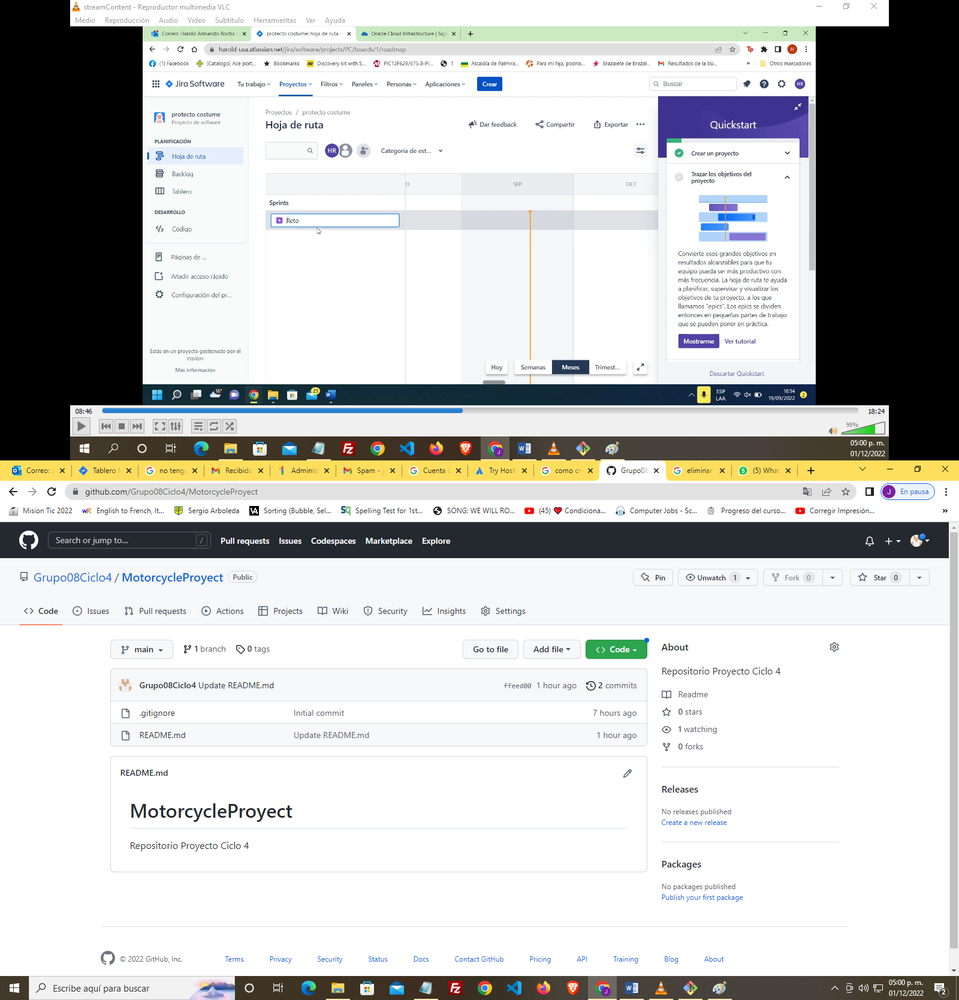 streamContent - Reproductor multimedia VLC
Medio Reproducción Audio Vídeo Subtítulo Herramientas Ver Ayuda
Correo: Harold Armando Rocha protecto costume: hoja de ruta - Oracle Cloud Infrastructure | Sign
harold-usa.atlassian.net/jira/software/projects/PC/boards/1/roadmap
(1) Facebook [Catalogo] Ace port... Bookmarks Discovery kit with S... PIC12F629/675 8-Pi... 1 Alcaldía de Palmira... Para mi hija, podría... Brazalete de brazal... Resultados de la bú... » Otros marcadores
Jira Software Tu trabajo Proyectos Filtros Paneles Personas Aplicaciones Crear Buscar HR
protecto costume
Proyecto de software
PLANIFICACIÓN
Hoja de ruta
Backlog
Tablero
DESARROLLO
Código
Páginas de ...
Añadir acceso rápido
Configuración del pr...
Estás en un proyecto gestionado por el
equipo
Más información
Proyectos / protecto costume
Hoja de ruta
Dar feedback Compartir Exportar
HR Categoría de est...
O SEP OCT
Sprints
Reto
Hoy Semanas Meses Trimest...
Quickstart
Crear un proyecto
Trazar los objetivos del
proyecto
Convierte esos grandes objetivos en
resultados alcanzables para que tu
equipo pueda ser más productivo con
más frecuencia. La hoja de ruta te ayuda
a planificar, supervisar y visualizar los
objetivos de tu proyecto, a los que
llamamos "epics". Los epics se dividen
entonces en pequeñas partes de trabajo
que se pueden poner en práctica.
Mostrarme Ver tutorial
Descartar Quickstart
16° 23 ESP
LAA
16:14
19/09/2022
2
08:46 18:24
95%
05:00 p. m.
01/12/2022
Correo: J Tablero no teng Recibido Administ Spam - j Cuenta Try Host como cr Grupo08 eliminar (5) What
github.com/Grupo08Ciclo4/MotorcycleProyect J En pausa
Mision Tic 2022 English to French, It... Sergio Arboleda Sorting (Bubble, Sel... Spelling Test for 1st... SONG: WE WILL RO... (45) Condiciona... Computer Jobs - Sc... Progreso del curso... Corregir Impresión... »
Search or jump to... / Pull requests Issues Codespaces Marketplace Explore
Grupo08Ciclo4 / MotorcycleProyect Public Pin Unwatch 1 Fork 0 Star 0
Code Issues Pull requests Actions Projects Wiki Security Insights Settings
main 1 branch 0 tags Go to file Add file Code
Grupo08Ciclo4 Update README.md ffeed00 1 hour ago 2 commits
.gitignore Initial commit 7 hours ago
README.md Update README.md 1 hour ago
README.md
MotorcycleProyect
Repositorio Proyecto Ciclo 4
About
Repositorio Proyecto Ciclo 4
Readme
0 stars
1 watching
0 forks
Releases
No releases published
Create a new release
Packages
No packages published
Publish your first package
© 2022 GitHub, Inc. Terms Privacy Security Status Docs Contact GitHub Pricing API Training Blog About
Escribe aquí para buscar
05:00 p. m.
01/12/2022
2